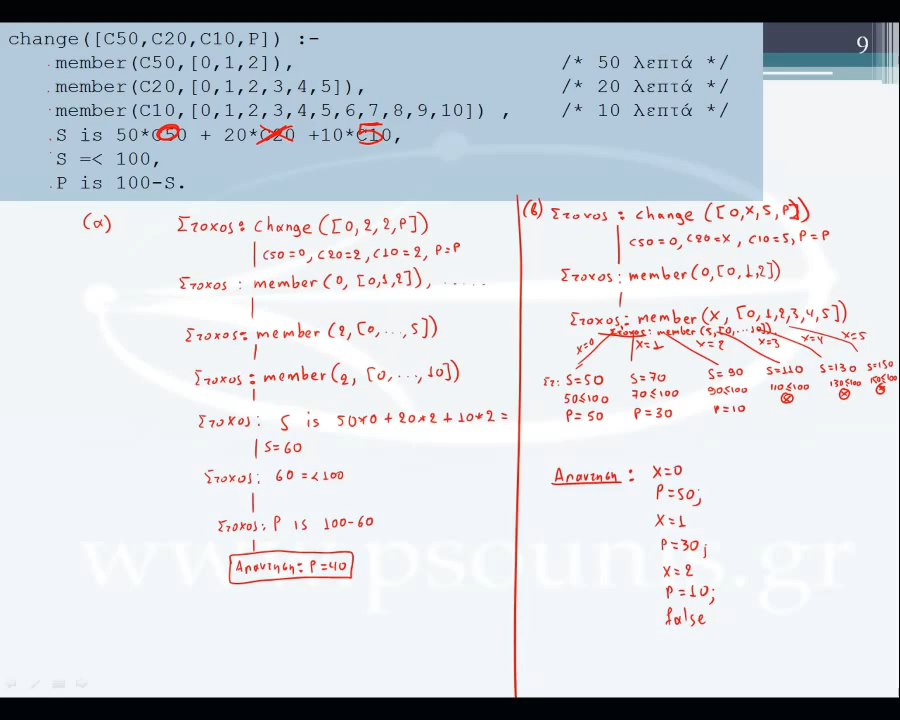 9
change([C50,C20,C10,P]) :-
member(C50,[0,1,2]), /* 50 λεπτά */
member(C20,[0,1,2,3,4,5]), /* 20 λεπτά */
member(C10,[0,1,2,3,4,5,6,7,8,9,10]) , /* 10 λεπτά */
S is 50*C50 + 20*C20 +10*C10,
S =< 100,
P is 100-S.
(α) Στοχος: change([0,2,2,P])
C50=0, C20=2, C10=2, P=P
Στοχος: member(0, [0,1,2]), .....
Στοχος: member(2, [0,...,5])
Στοχος: member(2, [0,...,10])
Στοχος: S is 50*0+20*2+10*2=
S=60
Στοχος: 60=<100
Στοχος: P is 100-60
Απαντηση: P=40
(β) Στοχος: change([0,X,5,P])
C50=0, C20=X, C10=5, P=P
Στοχος: member(0,[0,1,2])
Στοχος: member(X, [0,1,2,3,4,5])
Στοχος: member(5,[0,...10])
X=0 X=1 X=2 X=3 X=4 X=5
Στ: S=50 S=70 S=90 S=110 S=130 S=150
50≤100 70≤100 90≤100 110≤100 130≤100 150≤100
P=50 P=30 P=10
Απαντηση: X=0
P=50;
X=1
P=30;
X=2
P=10;
false
www.psounis.gr